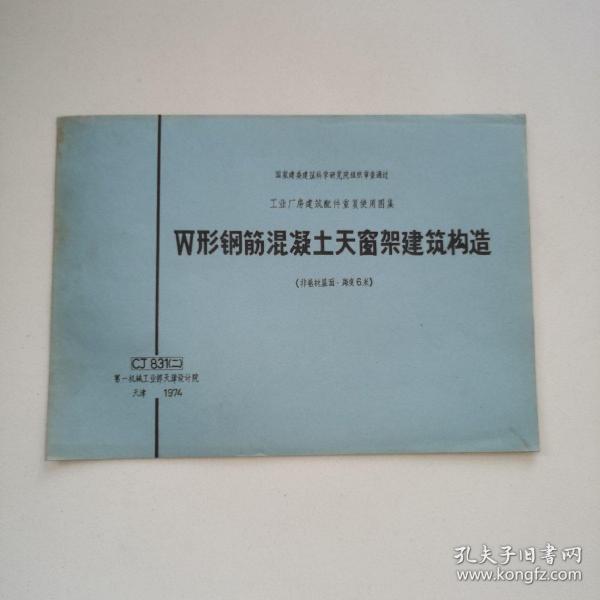 国家建委建筑科学研究院组织审查通过
工业厂房建筑配件重复使用图集
W形钢筋混凝土天窗架建筑构造
(非卷材屋面·跨度6米)
CJ 831(二)
第一机械工业部天津设计院
天津 1974
孔夫子旧书网
www.kongfz.com